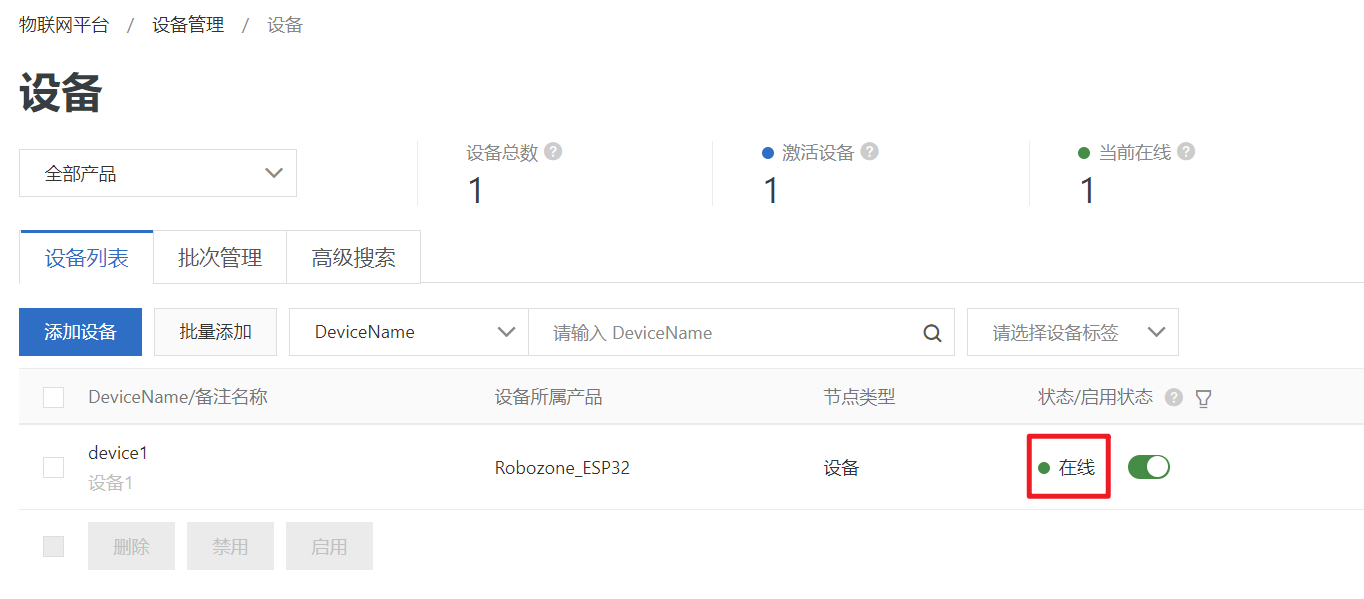 物联网平台 / 设备管理 / 设备
设备
全部产品
设备总数 ?
1
激活设备 ?
1
当前在线 ?
1
设备列表 批次管理 高级搜索
添加设备 批量添加 DeviceName 请输入 DeviceName 请选择设备标签
DeviceName/备注名称 设备所属产品 节点类型 状态/启用状态 ?
device1
设备1
Robozone_ESP32 设备 在线
删除 禁用 启用